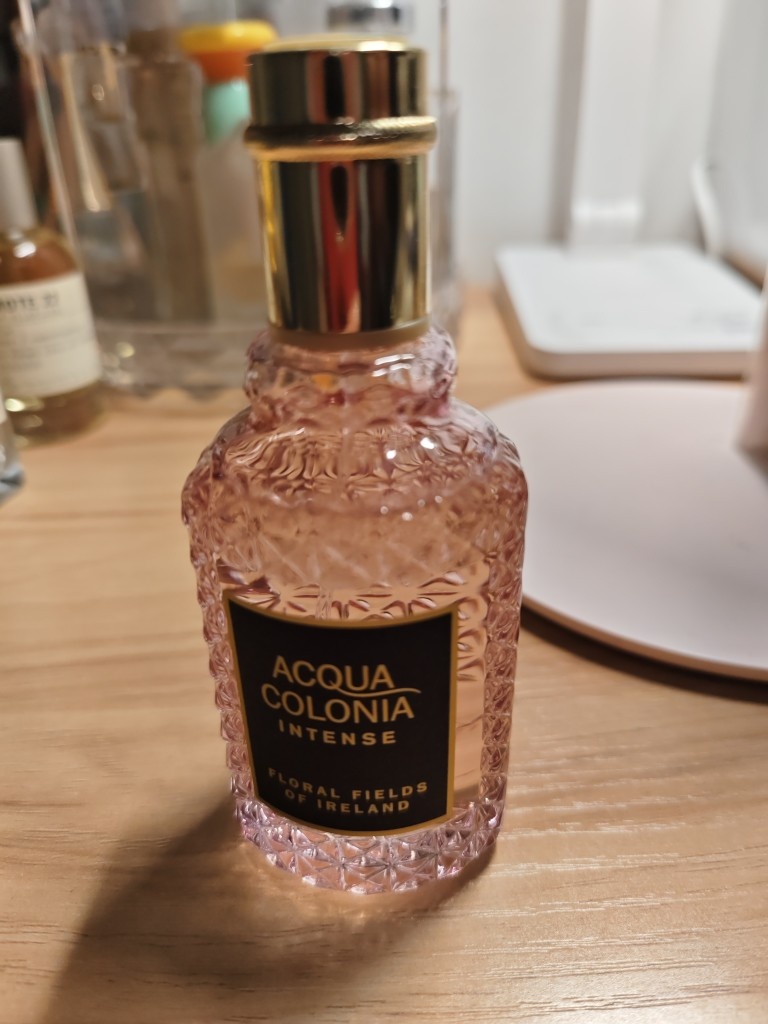 ACQUA
COLONIA
INTENSE
FLORAL FIELDS
OF IRELAND